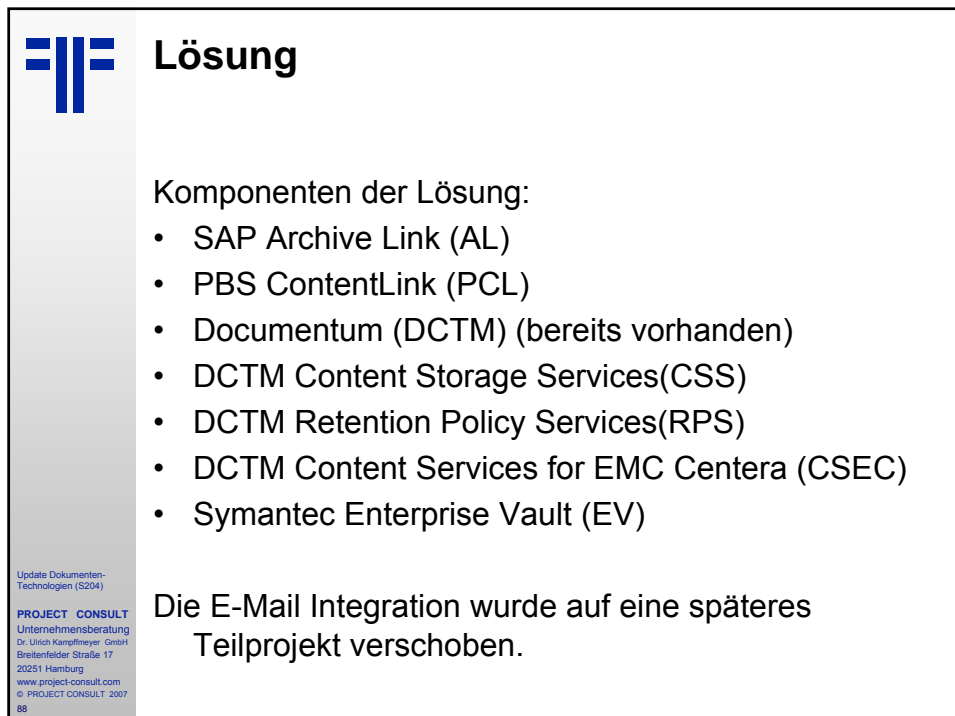 Lösung
Komponenten der Lösung:
• SAP Archive Link (AL)
• PBS ContentLink (PCL)
• Documentum (DCTM) (bereits vorhanden)
• DCTM Content Storage Services(CSS)
• DCTM Retention Policy Services(RPS)
• DCTM Content Services for EMC Centera (CSEC)
• Symantec Enterprise Vault (EV)
Die E-Mail Integration wurde auf eine späteres
Teilprojekt verschoben.
Update Dokumenten-
Technologien (S204)
PROJECT CONSULT
Unternehmensberatung
Dr. Ulrich Kampffmeyer GmbH
Breitenfelder Straße 17
20251 Hamburg
www.project-consult.com
© PROJECT CONSULT 2007
88